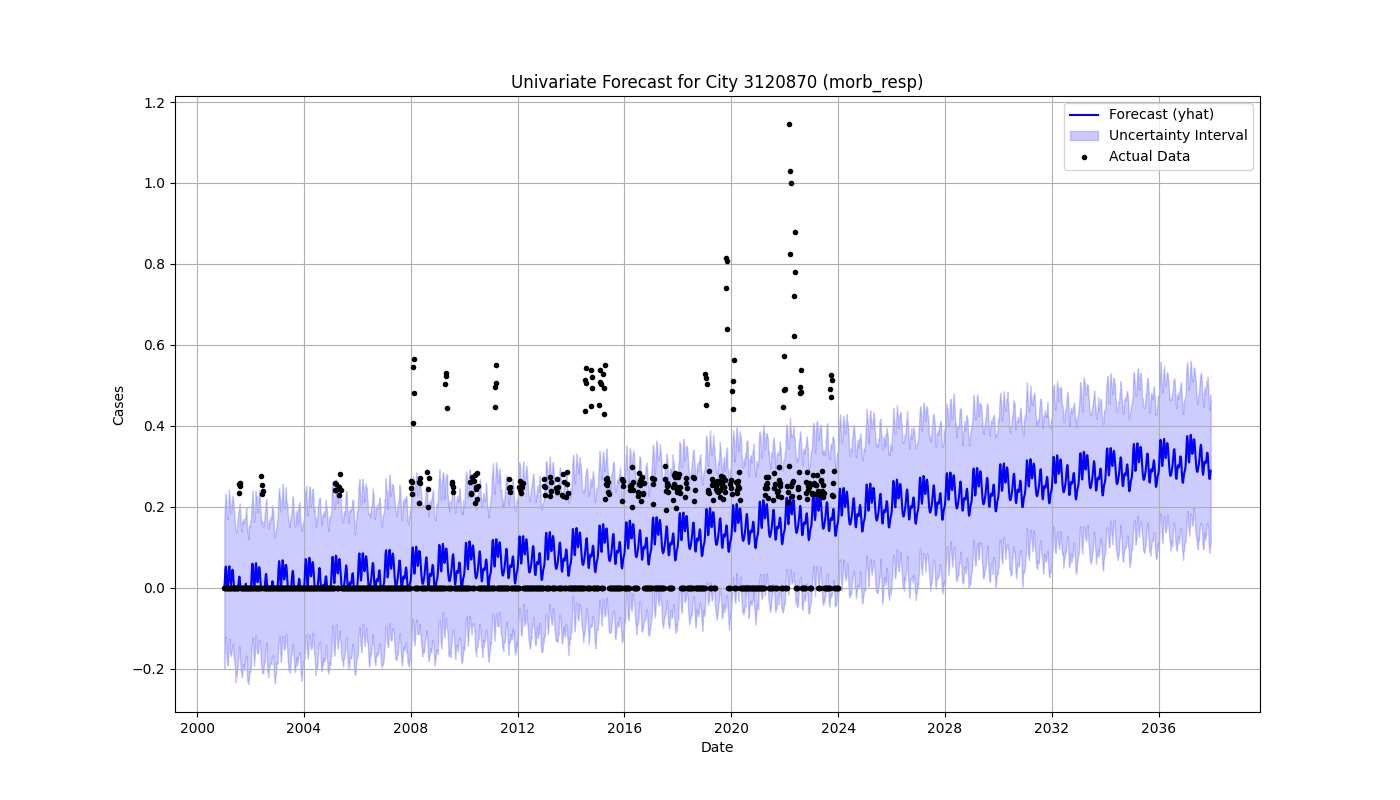 Univariate Forecast for City 3120870 (morb_resp)
Forecast (yhat)
Uncertainty Interval
Actual Data
Cases
1.2
1.0
0.8
0.6
0.4
0.2
0.0
−0.2
2000 2004 2008 2012 2016 2020 2024 2028 2032 2036
Date